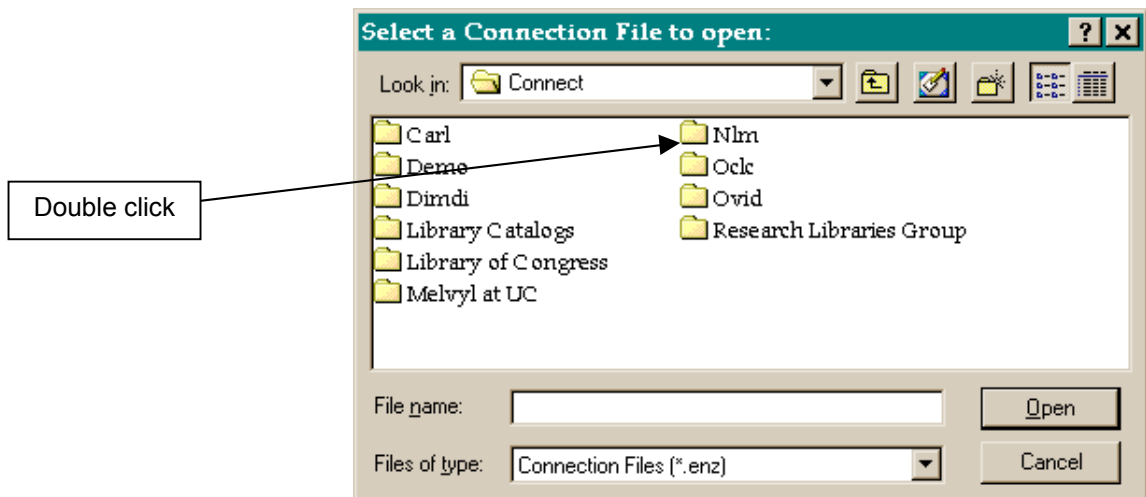 Select a Connection File to open:
Look in: Connect
Carl
Demo
Dimdi
Library Catalogs
Library of Congress
Melvyl at UC
Nlm
Oclc
Ovid
Research Libraries Group
Double click
File name:
Open
Files of type: Connection Files (*.enz)
Cancel